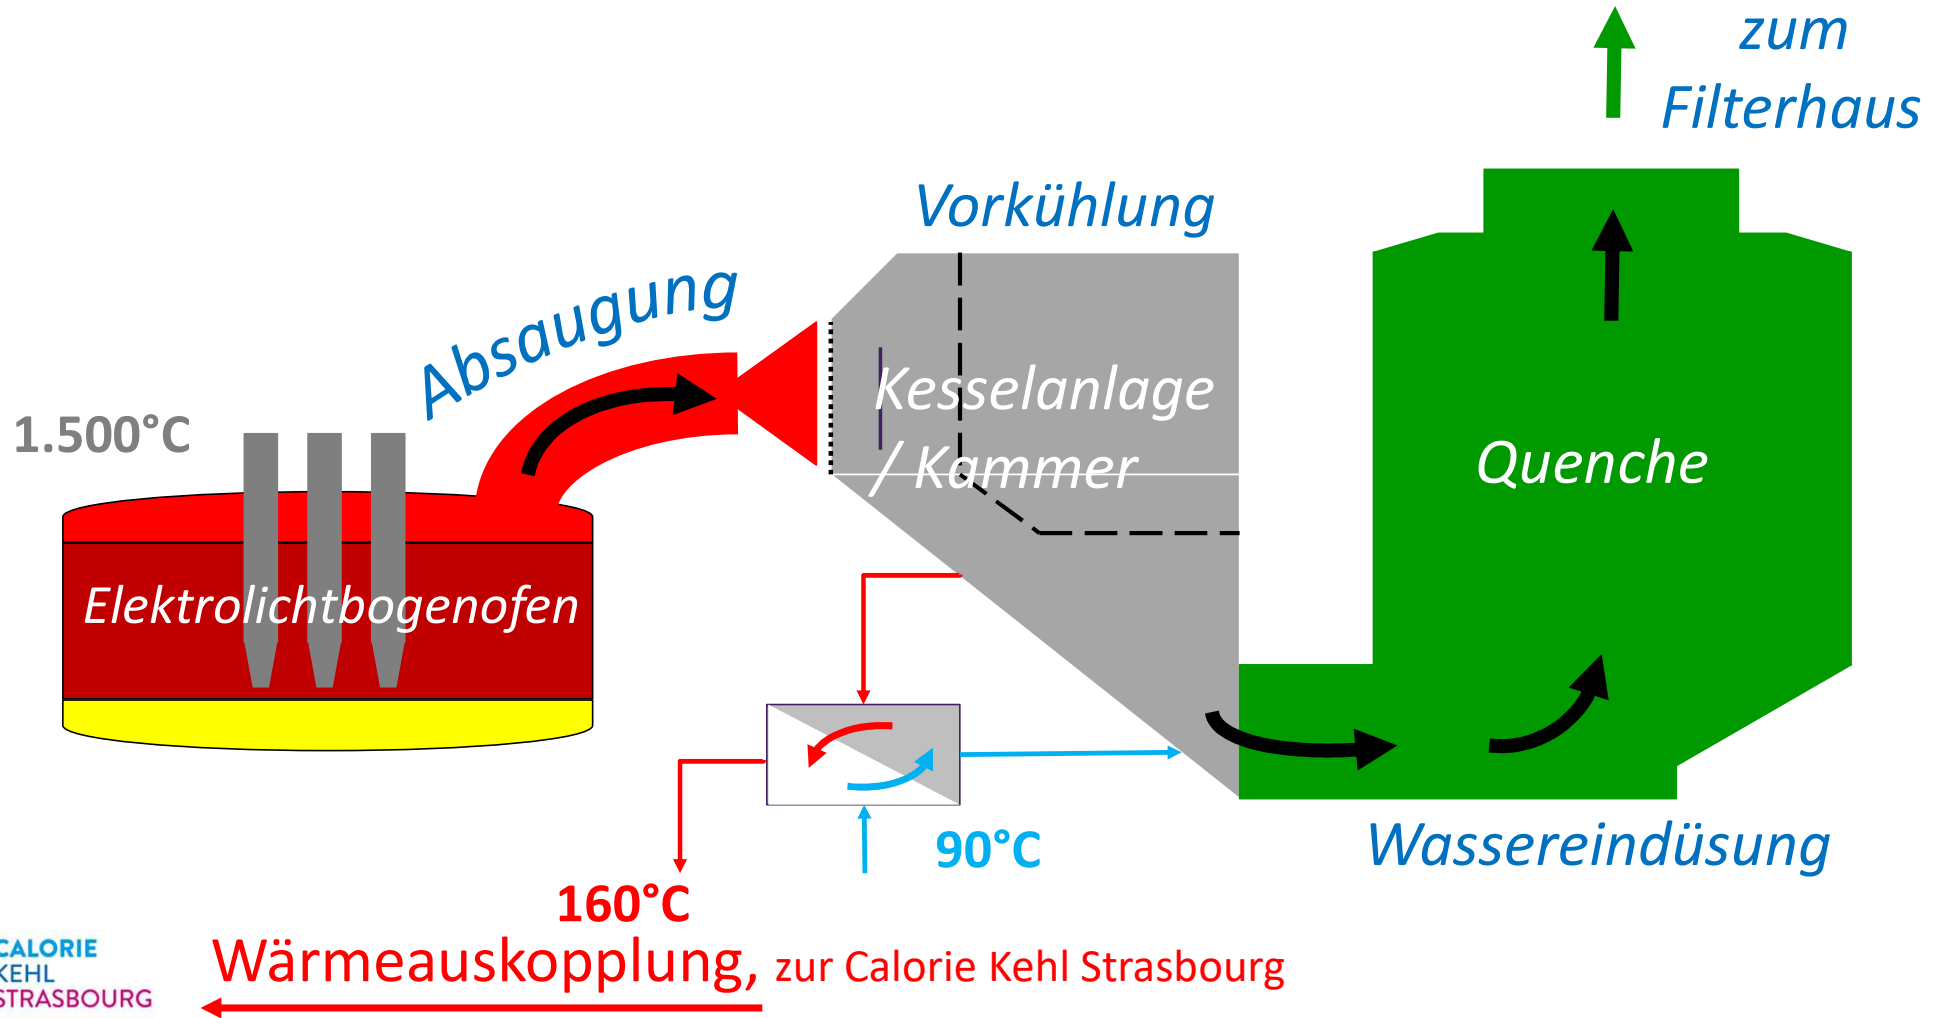 zum
Filterhaus
Vorkühlung
Absaugung
1.500°C
Kesselanlage
/ Kammer
Quenche
Elektrolichtbogenofen
90°C
Wassereindüsung
160°C
Wärmeauskopplung, zur Calorie Kehl Strasbourg
CALORIE
KEHL
STRASBOURG